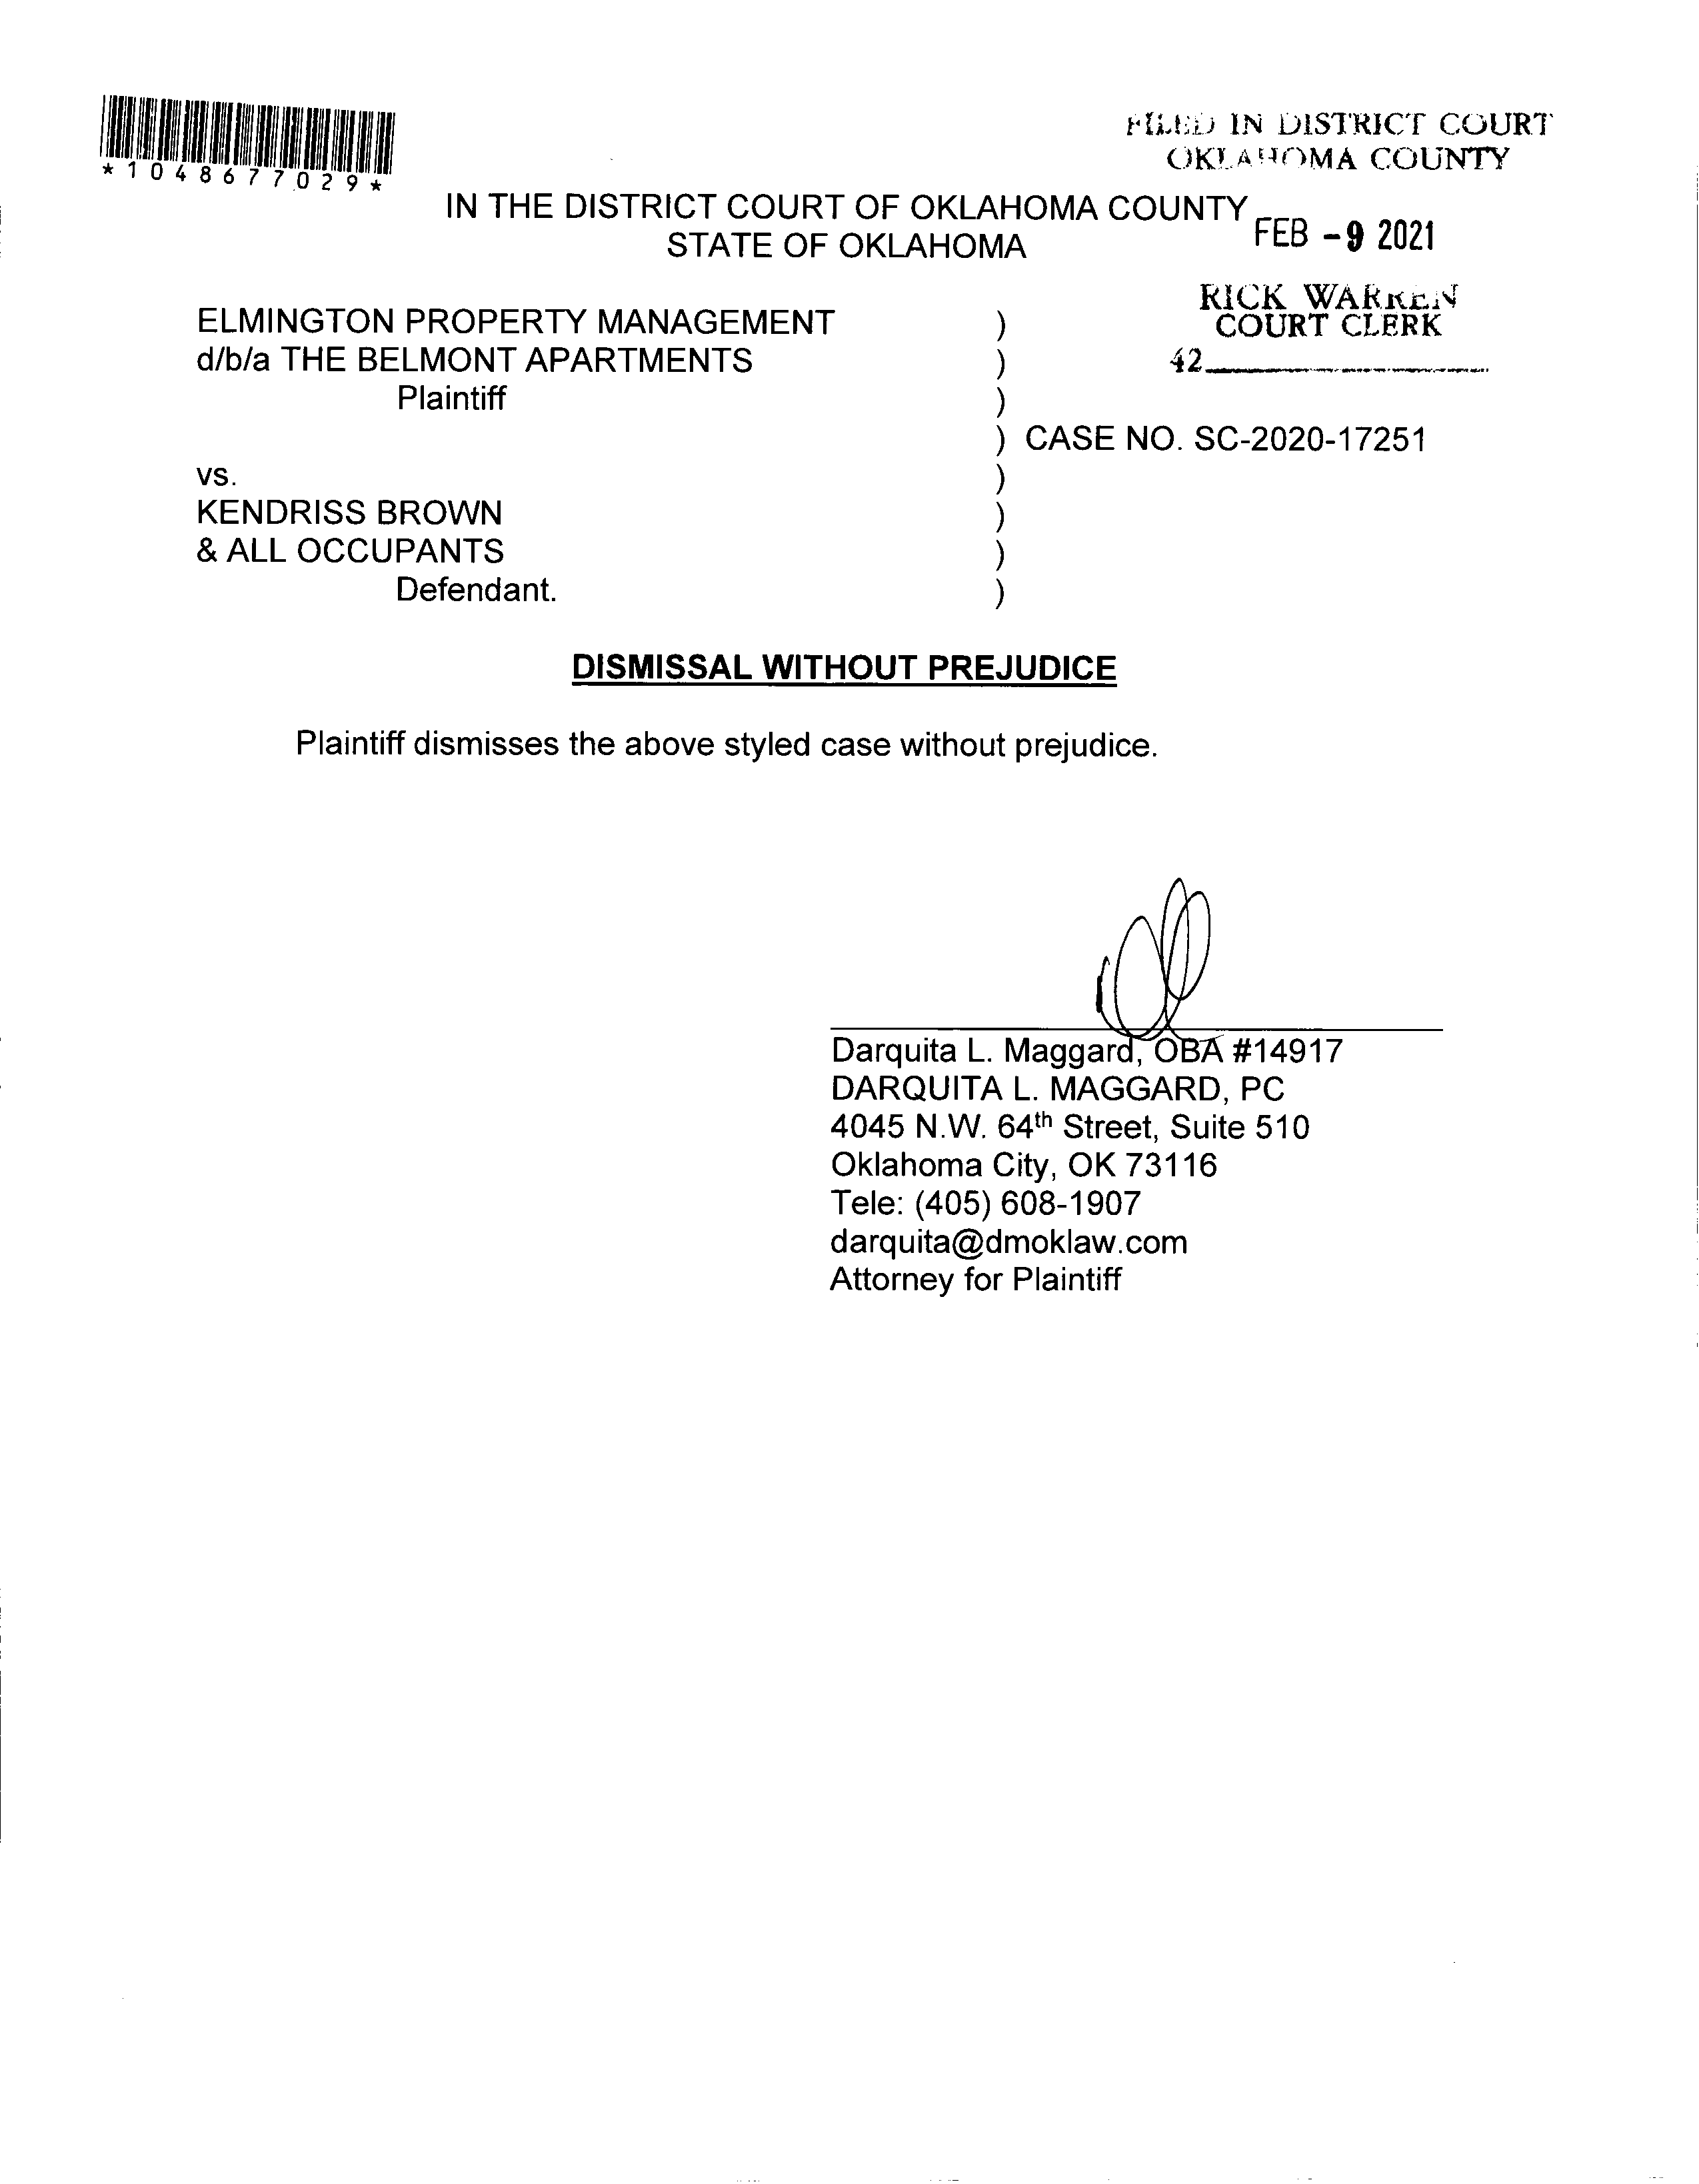 *1048677029*
FILED IN DISTRICT COURT
OKLAHOMA COUNTY
IN THE DISTRICT COURT OF OKLAHOMA COUNTY
STATE OF OKLAHOMA
FEB -9 2021
RICK WARREN
COURT CLERK
42
ELMINGTON PROPERTY MANAGEMENT )
d/b/a THE BELMONT APARTMENTS )
Plaintiff )
) CASE NO. SC-2020-17251
vs. )
KENDRISS BROWN )
& ALL OCCUPANTS )
Defendant. )
DISMISSAL WITHOUT PREJUDICE
Plaintiff dismisses the above styled case without prejudice.
Darquita L. Maggard, OBA #14917
DARQUITA L. MAGGARD, PC
4045 N.W. 64th Street, Suite 510
Oklahoma City, OK 73116
Tele: (405) 608-1907
darquita@dmoklaw.com
Attorney for Plaintiff